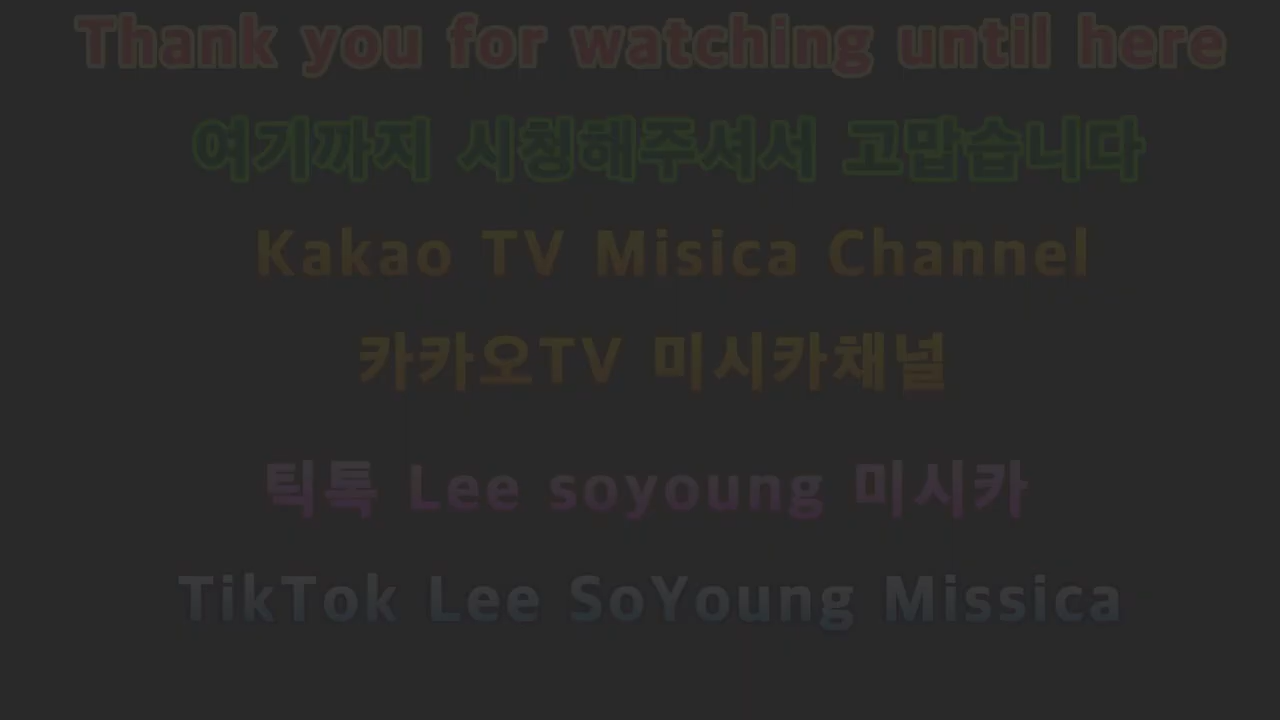 Thank you for watching until here
여기까지 시청해주셔서 고맙습니다
Kakao TV Misica Channel
카카오TV 미시카채널
틱톡 Lee soyoung 미시카
TikTok Lee SoYoung Missica